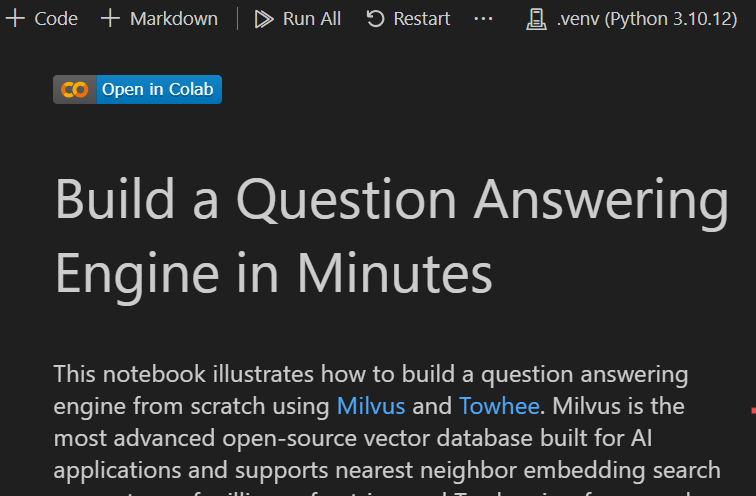 Code Markdown Run All Restart ... .venv (Python 3.10.12)
Open in Colab
Build a Question Answering
Engine in Minutes
This notebook illustrates how to build a question answering
engine from scratch using Milvus and Towhee. Milvus is the
most advanced open-source vector database built for AI
applications and supports nearest neighbor embedding search